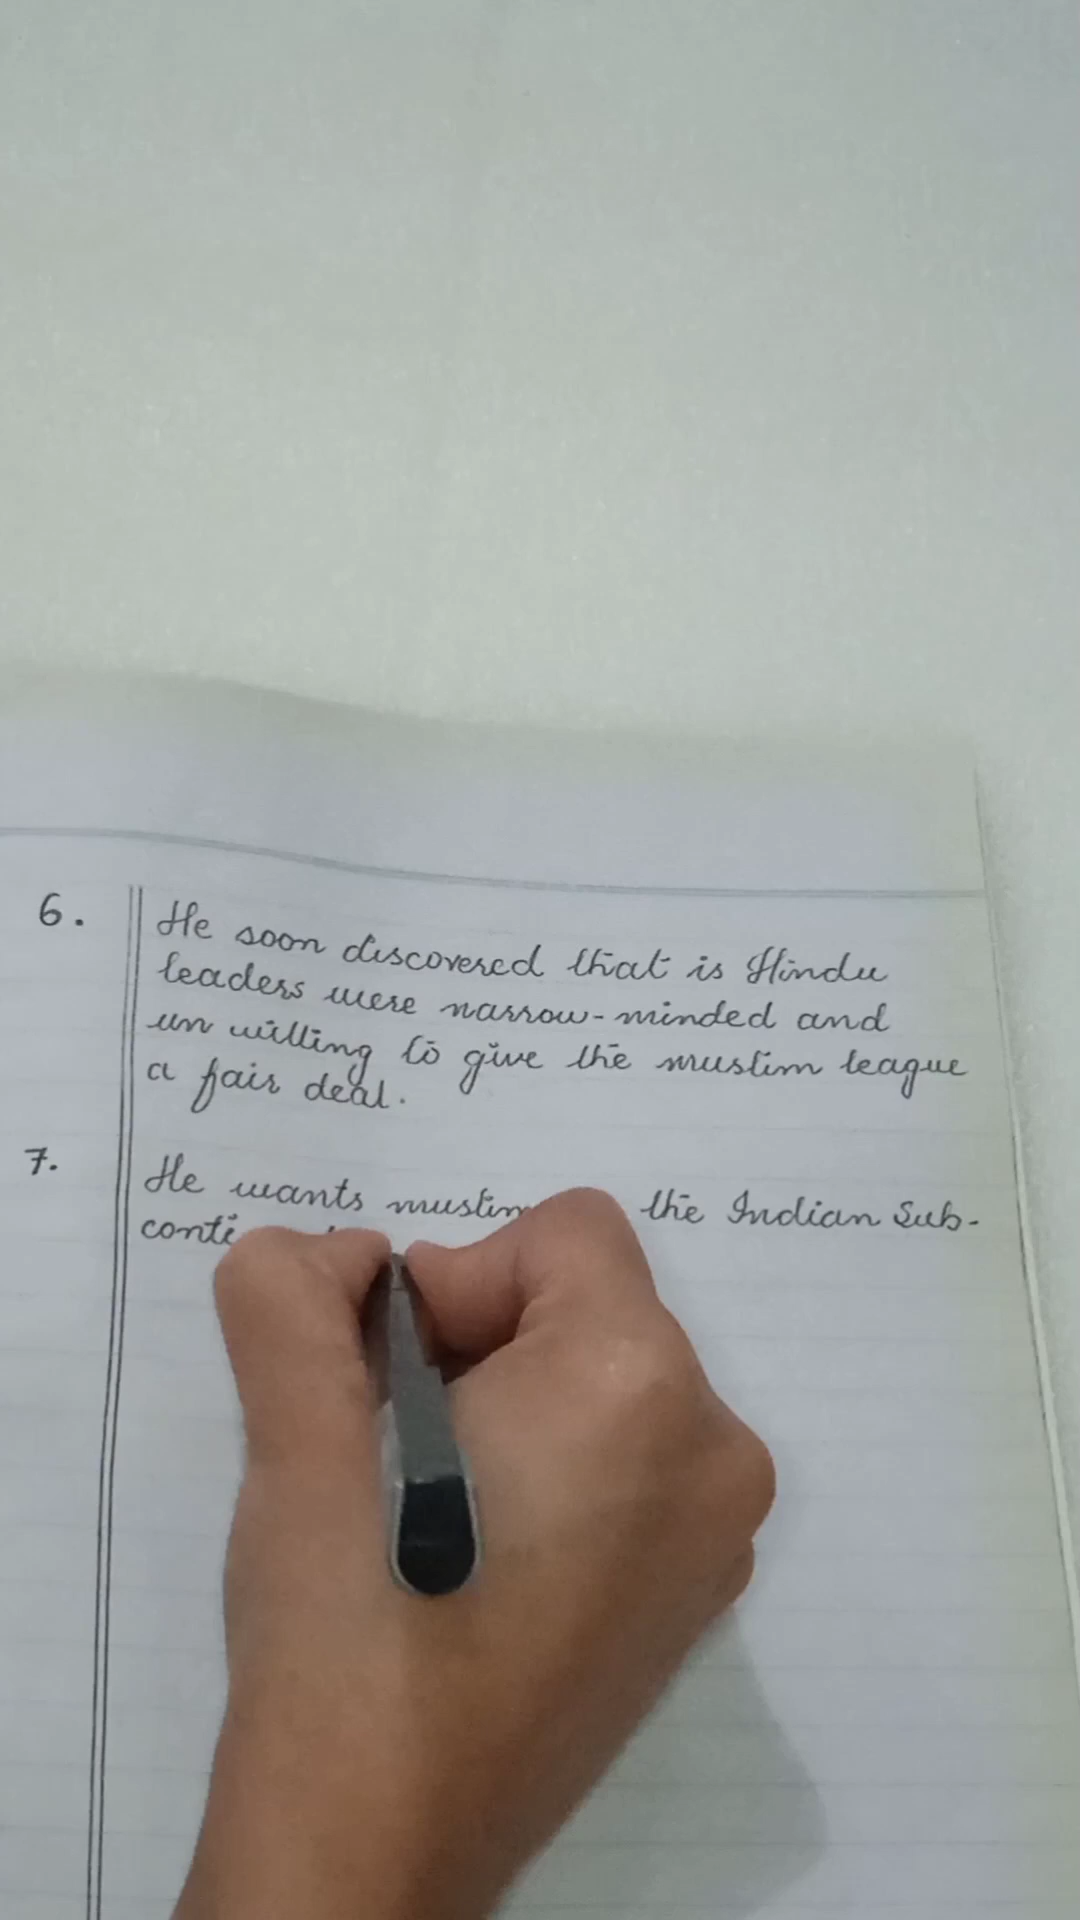 6. He soon discovered that is Hindu
leaders were narrow-minded and
un willing to give the muslim league
a fair deal.
7. He wants muslim the Indian Sub-
conti